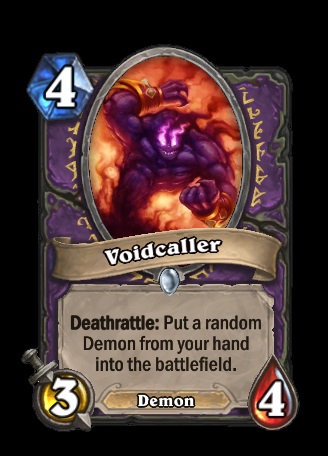 4
Voidcaller
Deathrattle: Put a random
Demon from your hand
into the battlefield.
3
Demon
4